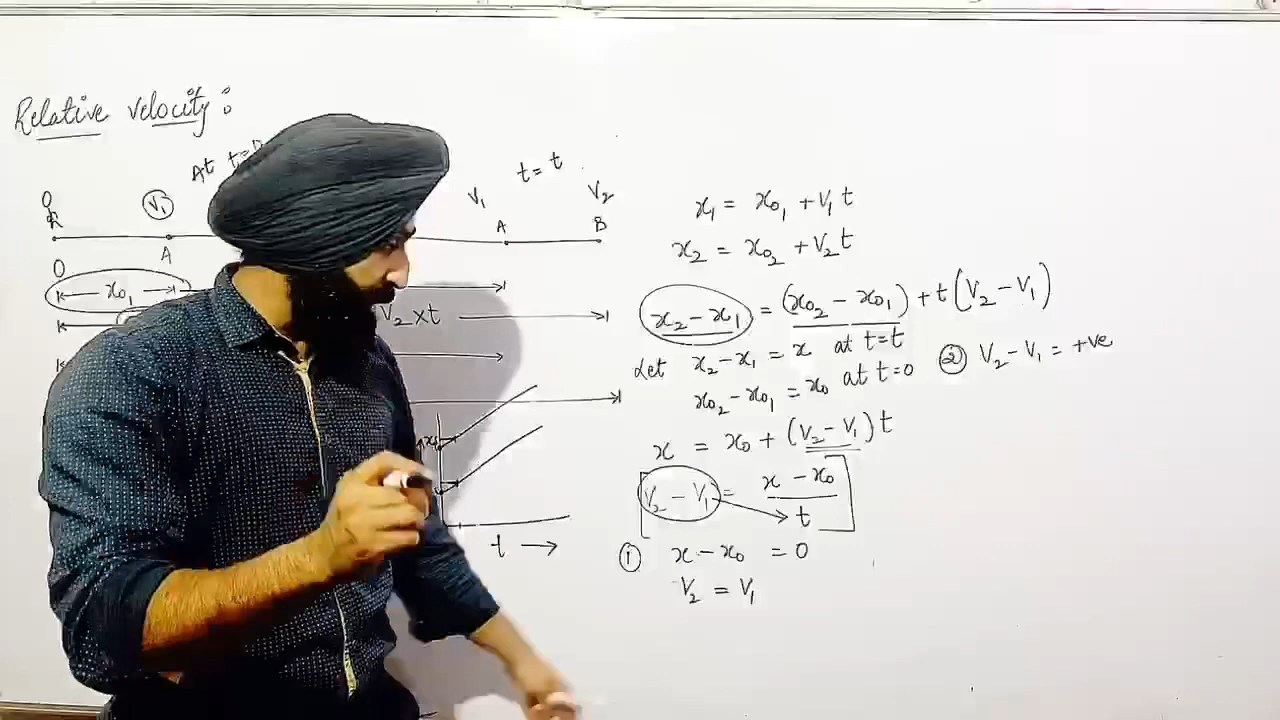 Relative velocity :
At t=
t = t
O
V₁
V₁
V₂
R
A
A
B
O
x₀₁
V₂ x t
t →
x₁ = x₀₁ + V₁ t
x₂ = x₀₂ + V₂ t
x₂ - x₁ = (x₀₂ - x₀₁) + t (V₂ - V₁)
Let x₂ - x₁ = x at t=t
x₀₂ - x₀₁ = x₀ at t=0
x = x₀ + (V₂ - V₁) t
V₂ - V₁ = x - x₀ / t
① x - x₀ = 0
V₂ = V₁
② V₂ - V₁ = +ve